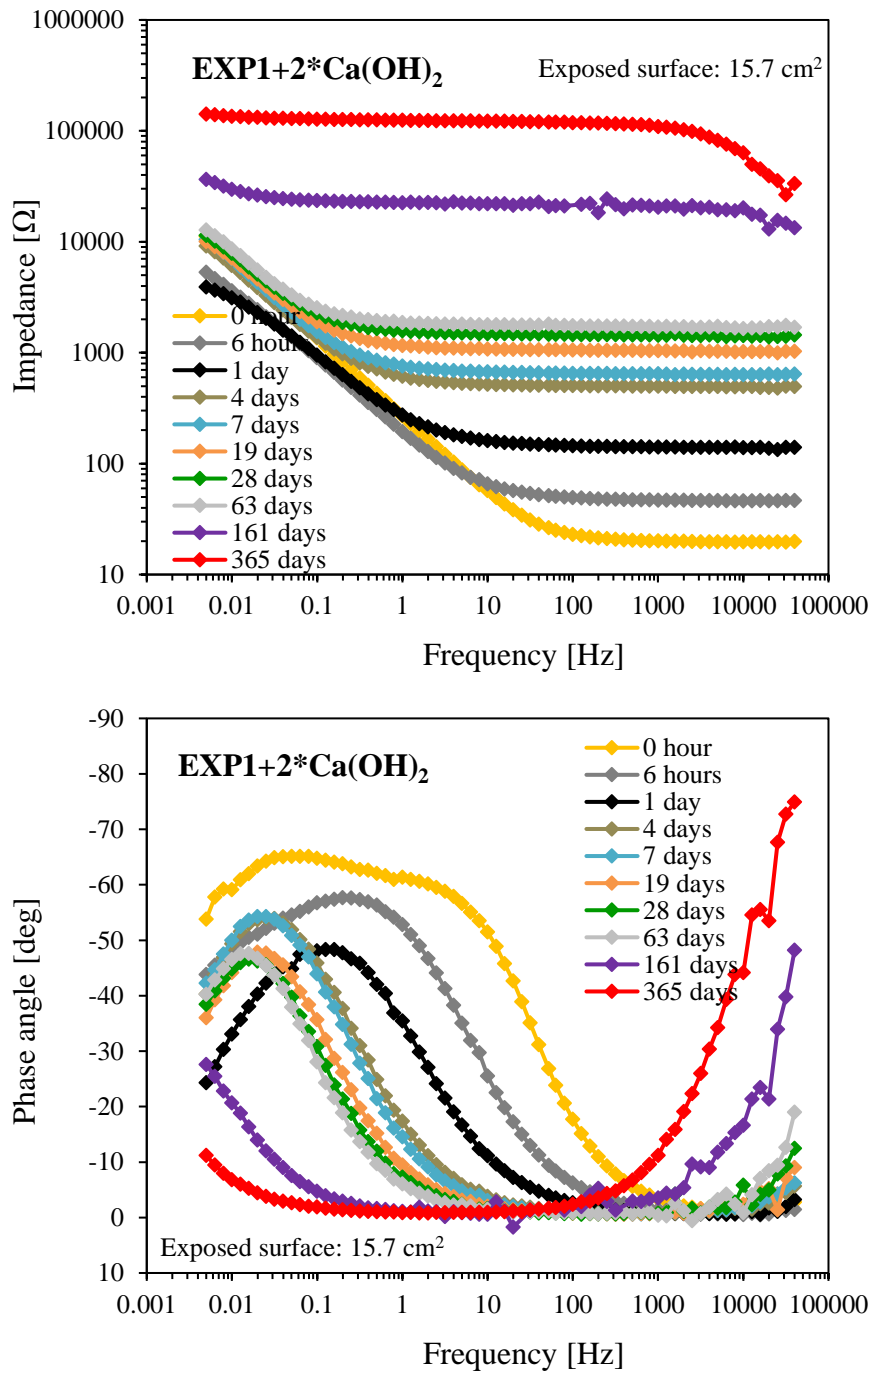 1000000
EXP1+2*Ca(OH)2
Exposed surface: 15.7 cm2
100000
10000
1000
100
10
Impedance [Ω]
0 hour
6 hours
1 day
4 days
7 days
19 days
28 days
63 days
161 days
365 days
0.001 0.01 0.1 1 10 100 1000 10000 100000
Frequency [Hz]
-90
-80
-70
-60
-50
-40
-30
-20
-10
0
10
Phase angle [deg]
EXP1+2*Ca(OH)2
0 hour
6 hours
1 day
4 days
7 days
19 days
28 days
63 days
161 days
365 days
Exposed surface: 15.7 cm2
0.001 0.01 0.1 1 10 100 1000 10000 100000
Frequency [Hz]